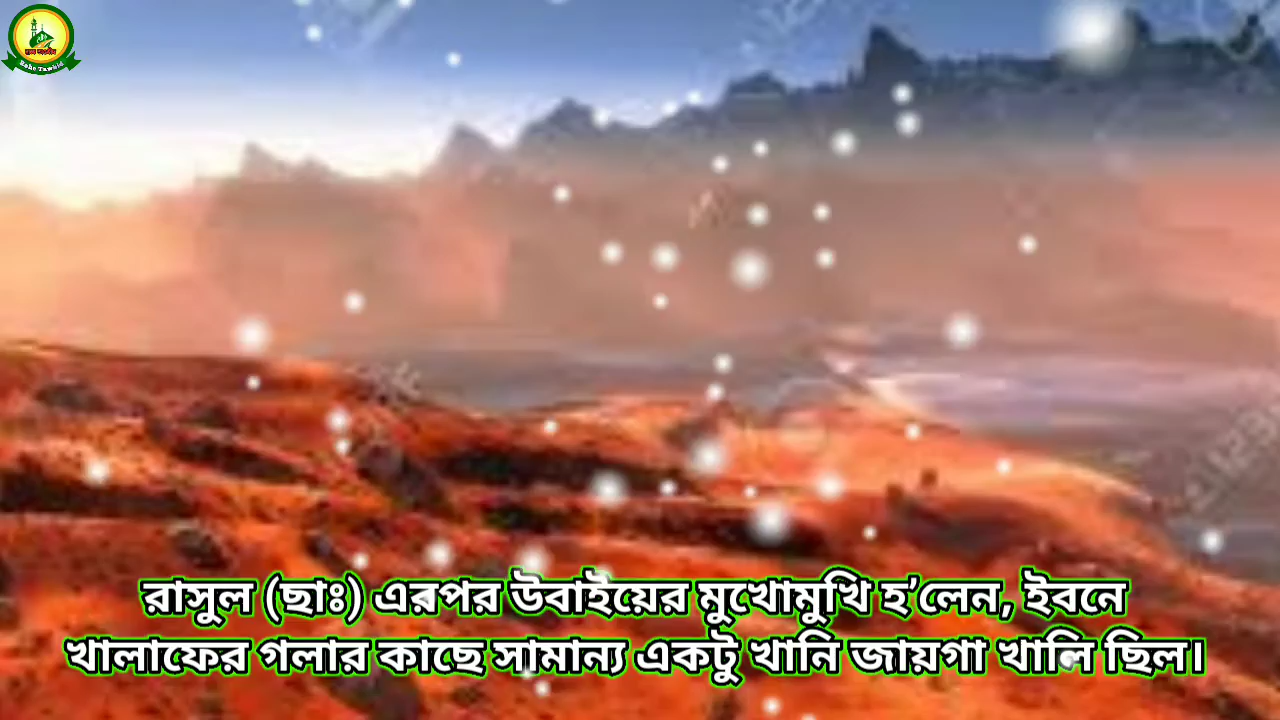 রাসুল (ছাঃ) এরপর উবাইয়ের মুখোমুখি হ'লেন, ইবনে
খালাফের গলার কাছে সামান্য একটু খানি জায়গা খালি ছিল।